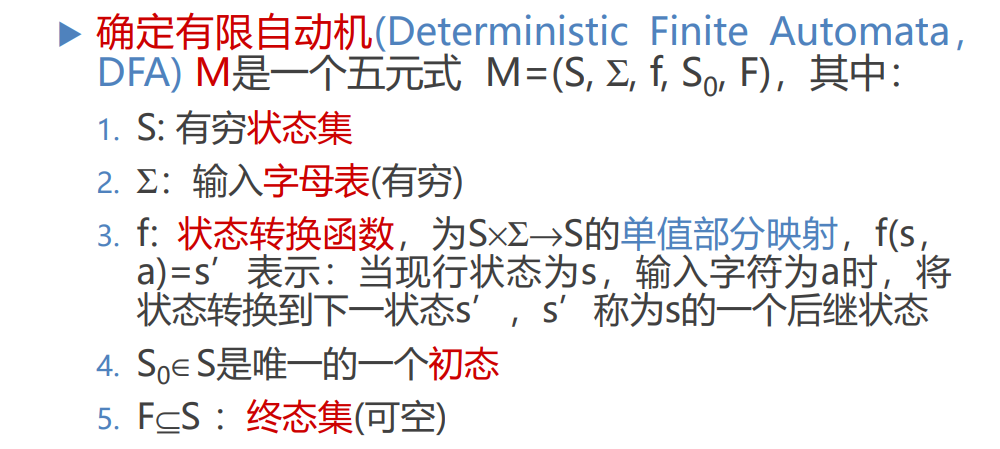 ▶ 确定有限自动机(Deterministic Finite Automata,
DFA) M是一个五元式 M=(S, Σ, f, S₀, F)，其中：
1. S: 有穷状态集
2. Σ：输入字母表(有穷)
3. f: 状态转换函数，为S×Σ→S的单值部分映射，f(s,
a)=s’表示：当现行状态为s，输入字符为a时，将
状态转换到下一状态s’，s’称为s的一个后继状态
4. S₀∈S是唯一的一个初态
5. F⊆S ：终态集(可空)